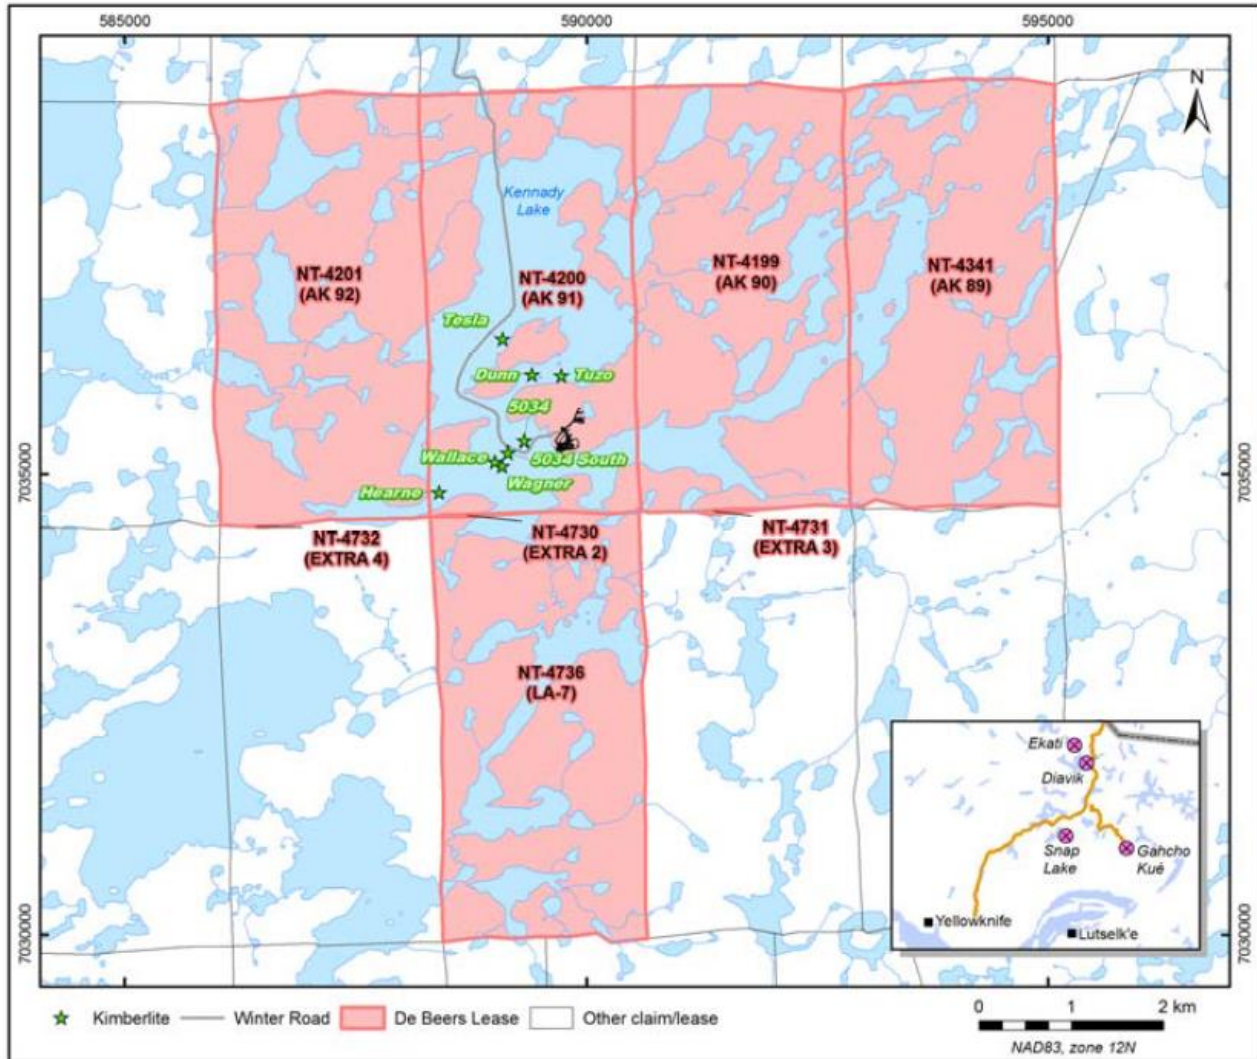 585000
590000
595000
N
Kennady
Lake
NT-4201
(AK 92)
NT-4200
(AK 91)
NT-4199
(AK 90)
NT-4341
(AK 89)
Tesla
Dunn
Tuzo
5034
Wallace
5034 South
Wagner
Hearne
7035000
7035000
NT-4732
(EXTRA 4)
NT-4730
(EXTRA 2)
NT-4731
(EXTRA 3)
NT-4736
(LA-7)
Ekati
Diavik
Snap
Lake
Gahcho
Kué
Yellowknife
Lutselk'e
7030000
7030000
Kimberlite
Winter Road
De Beers Lease
Other claim/lease
0 1 2 km
NAD83, zone 12N